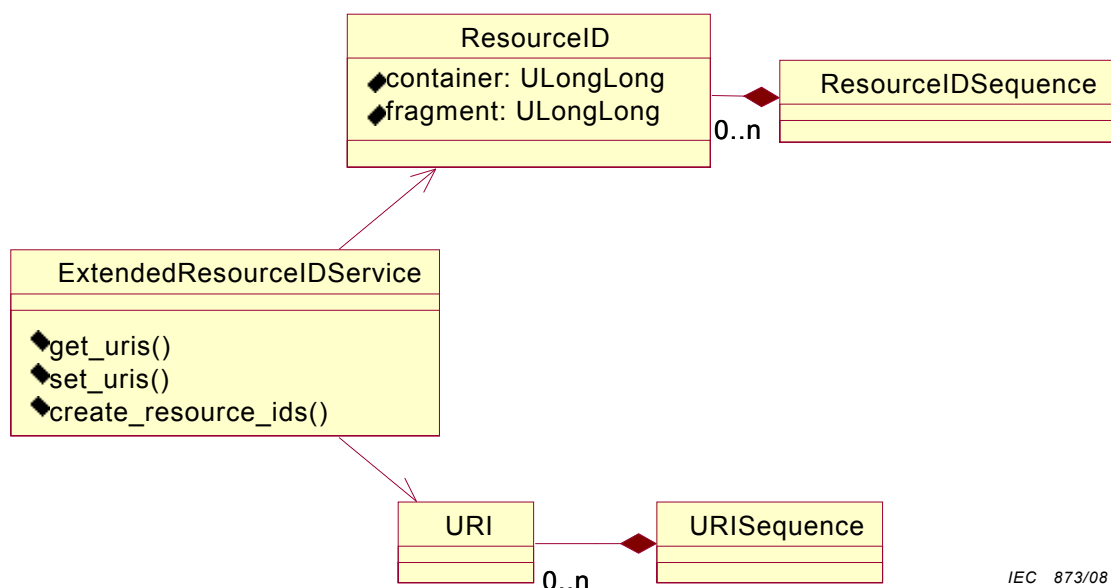 ResourceID
container: ULongLong
fragment: ULongLong
ResourceIDSequence
0..n
ExtendedResourceIDService
get_uris()
set_uris()
create_resource_ids()
URI
URISequence
0..n
IEC 873/08